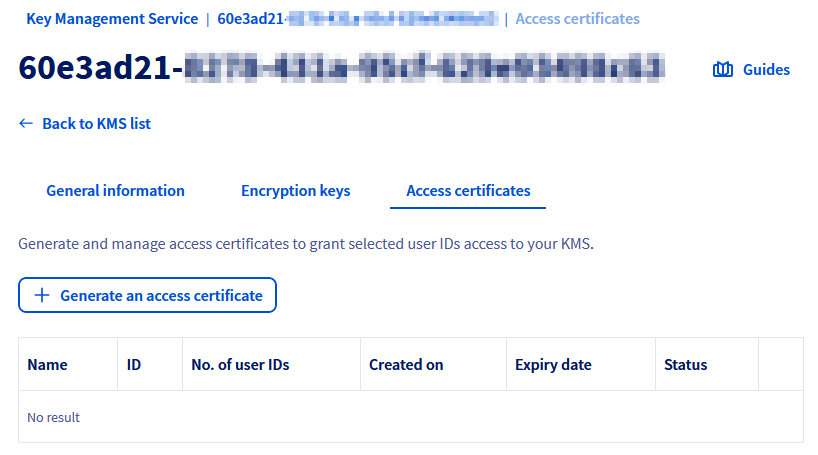 Key Management Service | 60e3ad21- | Access certificates
60e3ad21-
Guides
← Back to KMS list
General information Encryption keys Access certificates
Generate and manage access certificates to grant selected user IDs access to your KMS.
+ Generate an access certificate
Name ID No. of user IDs Created on Expiry date Status
No result